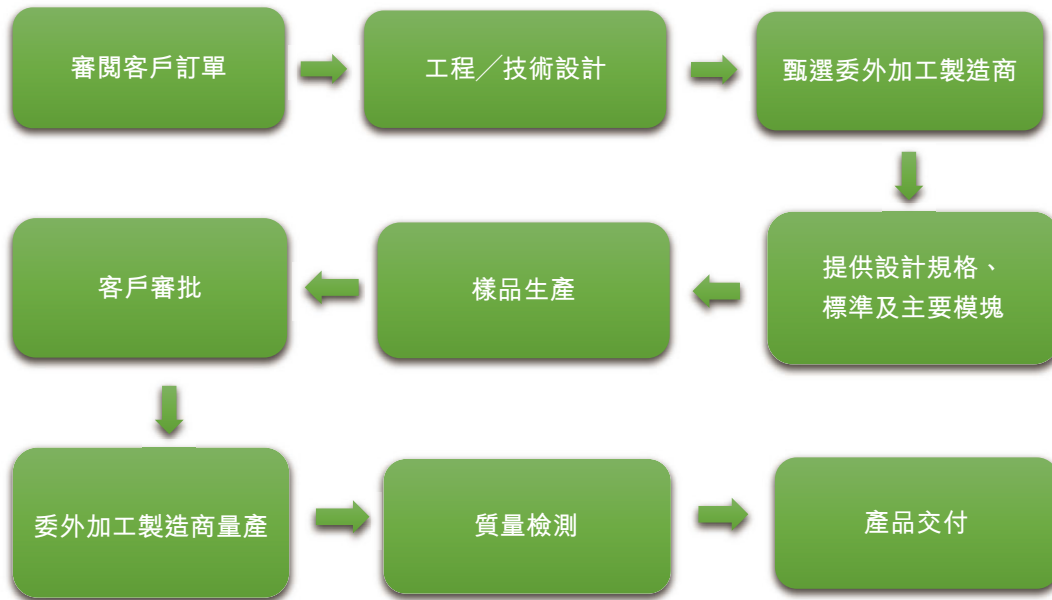 審閱客戶訂單
工程╱技術設計
甄選委外加工製造商
提供設計規格、
標準及主要模塊
樣品生產
客戶審批
委外加工製造商量產
質量檢測
產品交付